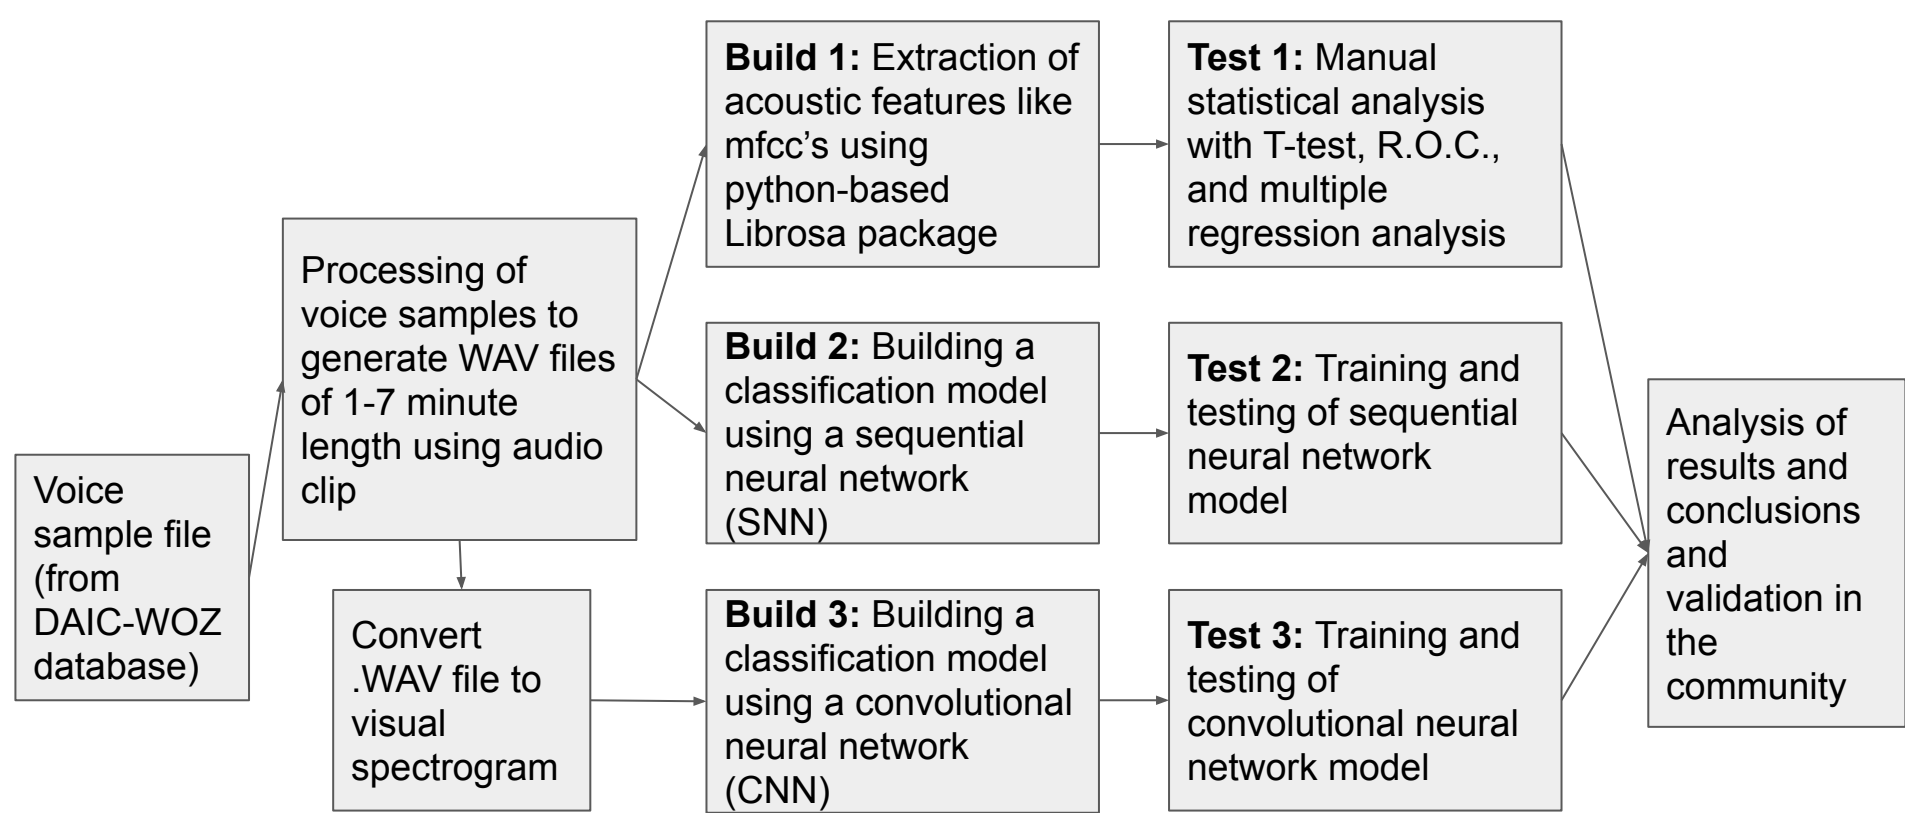 Voice
sample file
(from
DAIC-WOZ
database)
Processing of
voice samples to
generate WAV files
of 1-7 minute
length using audio
clip
Convert
.WAV file to
visual
spectrogram
Build 1: Extraction of
acoustic features like
mfcc’s using
python-based
Librosa package
Test 1: Manual
statistical analysis
with T-test, R.O.C.,
and multiple
regression analysis
Build 2: Building a
classification model
using a sequential
neural network
(SNN)
Test 2: Training and
testing of sequential
neural network
model
Build 3: Building a
classification model
using a convolutional
neural network
(CNN)
Test 3: Training and
testing of
convolutional neural
network model
Analysis of
results and
conclusions
and
validation in
the
community